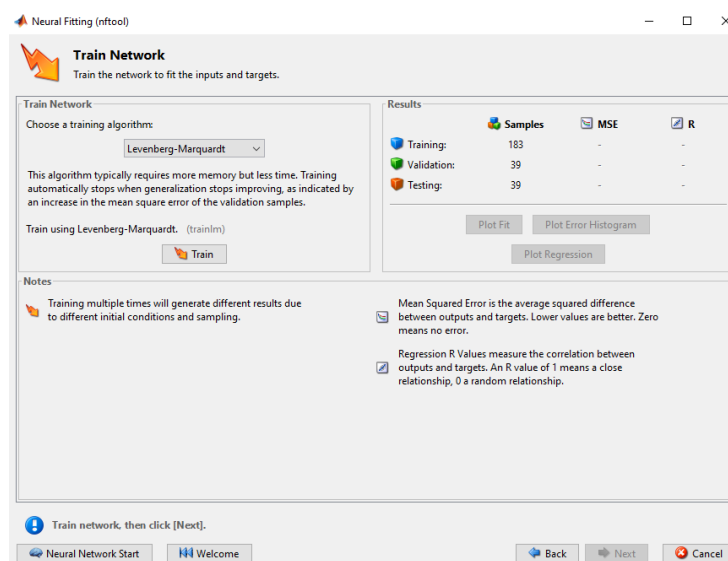 Neural Fitting (nftool)
Train Network
Train the network to fit the inputs and targets.
Train Network
Choose a training algorithm:
Levenberg-Marquardt
This algorithm typically requires more memory but less time. Training
automatically stops when generalization stops improving, as indicated by
an increase in the mean square error of the validation samples.
Train using Levenberg-Marquardt. (trainlm)
Train
Results
Samples MSE R
Training: 183 - -
Validation: 39 - -
Testing: 39 - -
Plot Fit Plot Error Histogram
Plot Regression
Notes
Training multiple times will generate different results due
to different initial conditions and sampling.
Mean Squared Error is the average squared difference
between outputs and targets. Lower values are better. Zero
means no error.
Regression R Values measure the correlation between
outputs and targets. An R value of 1 means a close
relationship, 0 a random relationship.
Train network, then click [Next].
Neural Network Start Welcome Back Next Cancel